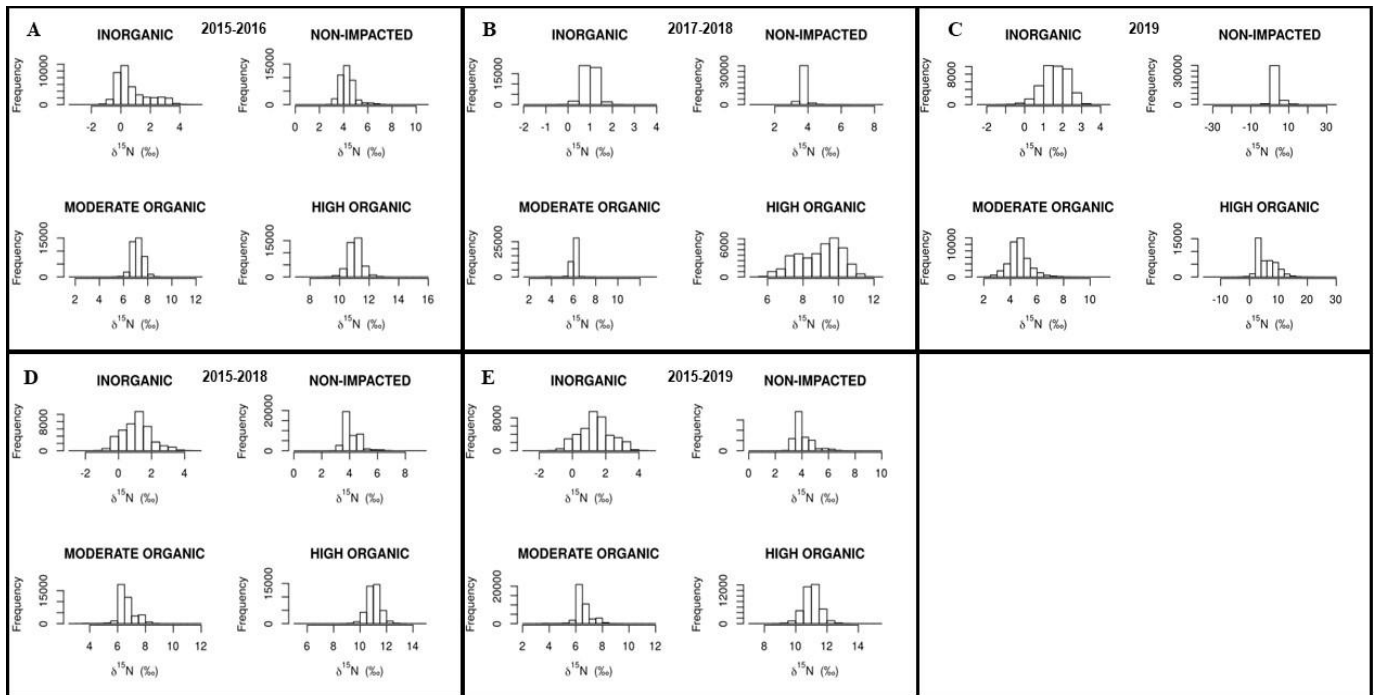 A 2015-2016
INORGANIC NON-IMPACTED
Frequency 0 10000
-2 0 2 4
δ15N (‰)
0 15000
0 2 4 6 8 10
δ15N (‰)
MODERATE ORGANIC HIGH ORGANIC
Frequency 0 15000
2 4 6 8 10 12
δ15N (‰)
0 15000
8 10 12 14 16
δ15N (‰)
B 2017-2018
INORGANIC NON-IMPACTED
Frequency 0 15000
-2 -1 0 1 2 3 4
δ15N (‰)
0 30000
2 4 6 8
δ15N (‰)
MODERATE ORGANIC HIGH ORGANIC
Frequency 0 25000
2 4 6 8 10
δ15N (‰)
0 6000
6 8 10 12
δ15N (‰)
C 2019
INORGANIC NON-IMPACTED
Frequency 0 8000
-2 0 1 2 3 4
δ15N (‰)
0 30000
-30 -10 10 30
δ15N (‰)
MODERATE ORGANIC HIGH ORGANIC
Frequency 0 10000
2 4 6 8 10
δ15N (‰)
0 15000
-10 0 10 20 30
δ15N (‰)
D 2015-2018
INORGANIC NON-IMPACTED
Frequency 0 8000
-2 0 2 4
δ15N (‰)
0 20000
0 2 4 6 8
δ15N (‰)
MODERATE ORGANIC HIGH ORGANIC
Frequency 0 15000
4 6 8 10 12
δ15N (‰)
0 15000
6 8 10 12 14
δ15N (‰)
E 2015-2019
INORGANIC NON-IMPACTED
Frequency 0 8000
-2 0 2 4
δ15N (‰)
0
0 2 4 6 8 10
δ15N (‰)
MODERATE ORGANIC HIGH ORGANIC
Frequency 0 20000
2 4 6 8 10 12
δ15N (‰)
0 12000
8 10 12 14
δ15N (‰)